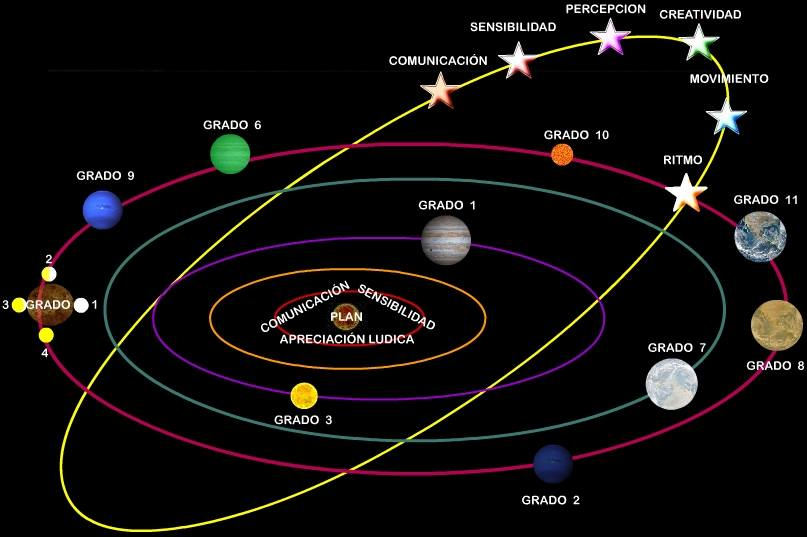 PERCEPCION
CREATIVIDAD
SENSIBILIDAD
COMUNICACIÓN
MOVIMIENTO
GRADO 6
GRADO 10
RITMO
GRADO 9
GRADO 1
GRADO 11
2
3
GRADO
1
4
COMUNICACIÓN
SENSIBILIDAD
PLAN
APRECIACIÓN LUDICA
GRADO 7
GRADO 8
GRADO 3
GRADO 2